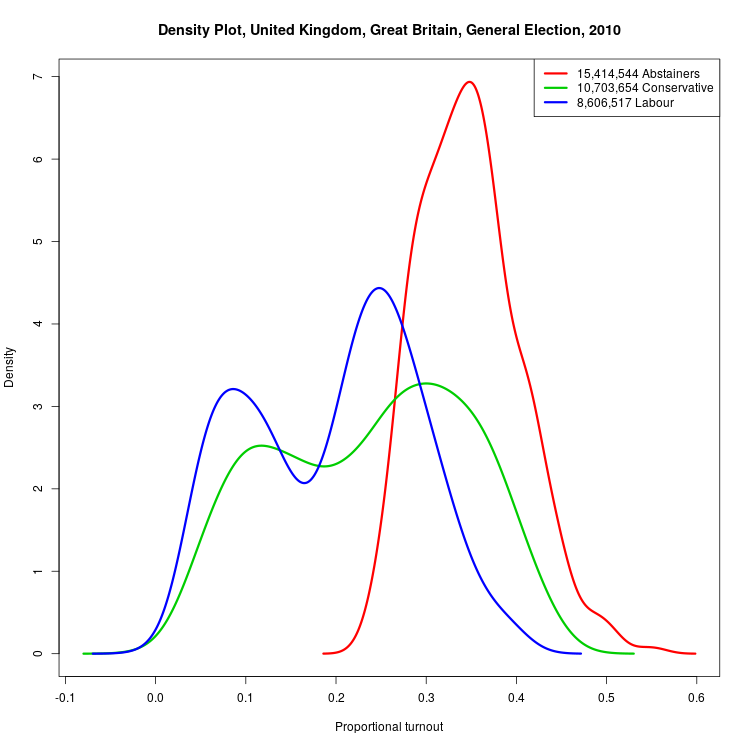 Density Plot, United Kingdom, Great Britain, General Election, 2010
15,414,544 Abstainers
10,703,654 Conservative
8,606,517 Labour
7
6
5
4
3
2
1
0
Density
-0.1 0.0 0.1 0.2 0.3 0.4 0.5 0.6
Proportional turnout